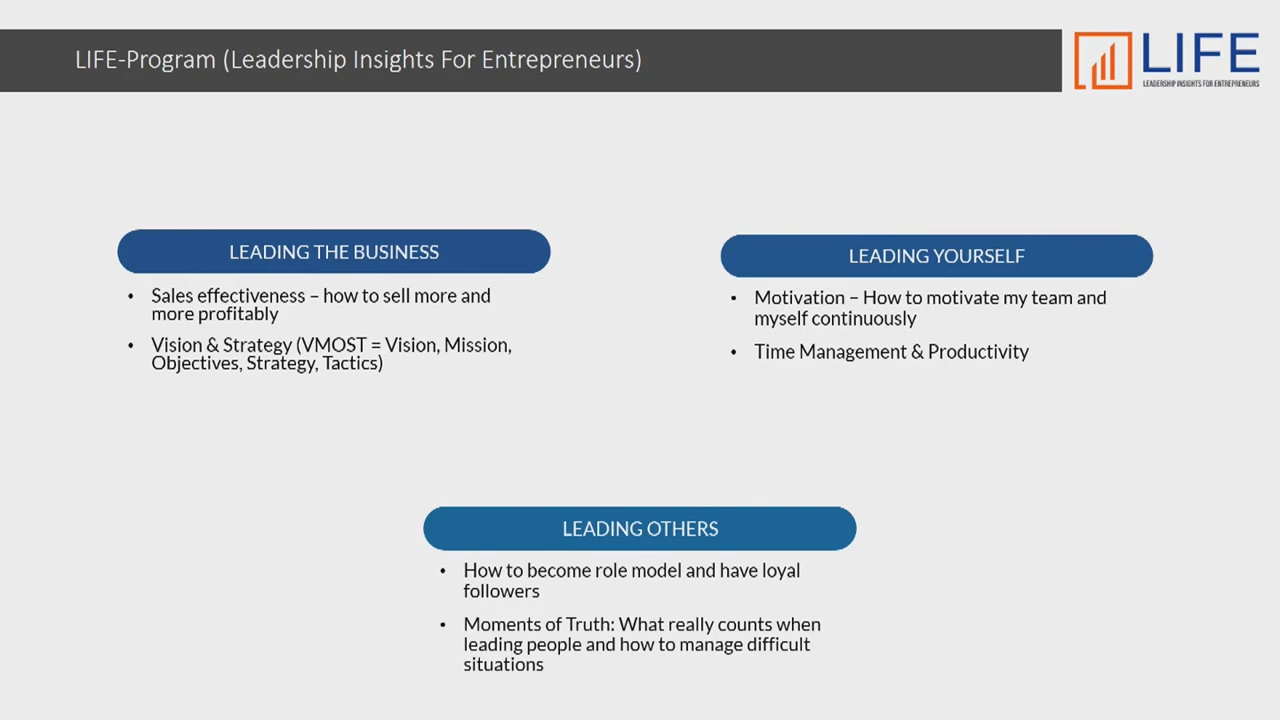 LIFE-Program (Leadership Insights For Entrepreneurs)
LIFE
LEADERSHIP INSIGHTS FOR ENTREPRENEURS
LEADING THE BUSINESS
• Sales effectiveness – how to sell more and
more profitably
• Vision & Strategy (VMOST = Vision, Mission,
Objectives, Strategy, Tactics)
LEADING YOURSELF
• Motivation – How to motivate my team and
myself continuously
• Time Management & Productivity
LEADING OTHERS
• How to become role model and have loyal
followers
• Moments of Truth: What really counts when
leading people and how to manage difficult
situations